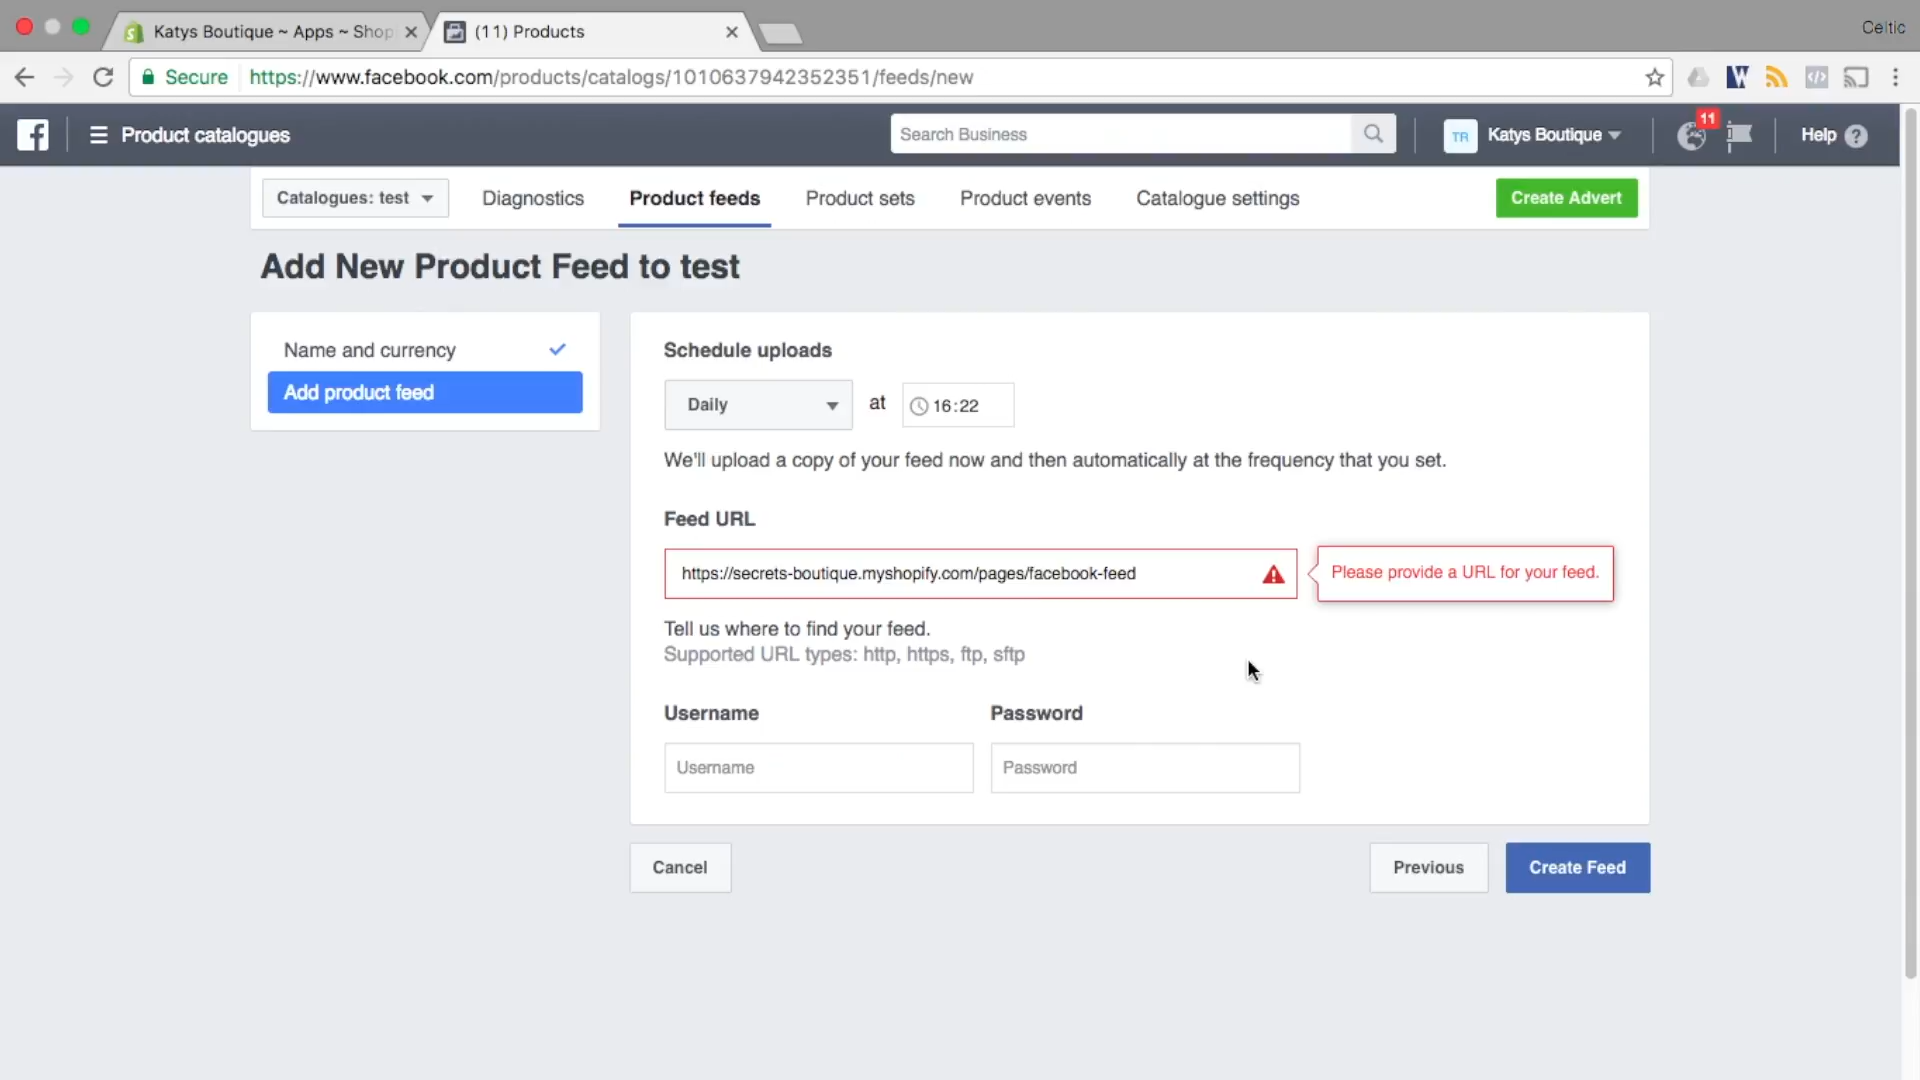 Katys Boutique ~ Apps ~ Shop
(11) Products
Celtic
Secure https://www.facebook.com/products/catalogs/1010637942352351/feeds/new
Product catalogues
Search Business
TR
Katys Boutique
11
Help
Catalogues: test
Diagnostics
Product feeds
Product sets
Product events
Catalogue settings
Create Advert
Add New Product Feed to test
Name and currency
Add product feed
Schedule uploads
Daily
at
16:22
We'll upload a copy of your feed now and then automatically at the frequency that you set.
Feed URL
https://secrets-boutique.myshopify.com/pages/facebook-feed
Please provide a URL for your feed.
Tell us where to find your feed.
Supported URL types: http, https, ftp, sftp
Username
Password
Username
Password
Cancel
Previous
Create Feed